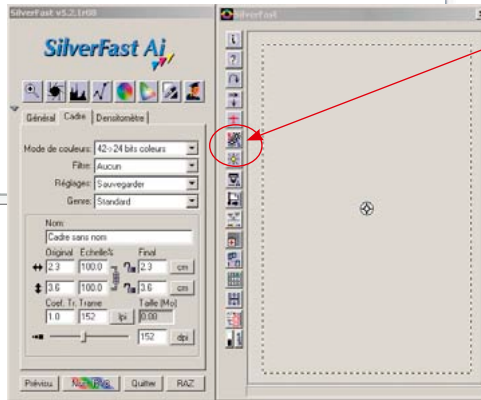 SilverFast v5.2.1r08
SilverFast
SilverFast Ai
Général Cadre Densitomètre
Mode de couleurs: 42->24 bits coleurs
Filtre: Aucun
Réglages: Sauvegarder
Genre: Standard
Nom:
Cadre sans nom
Original Echelle% Final
2.3 100.0 2.3 cm
3.6 100.0 3.6 cm
Coef. Tr. Trame Taille (Mo)
1.0 152 lpi 0.08
152 dpi
Prévisu. Quitter RAZ